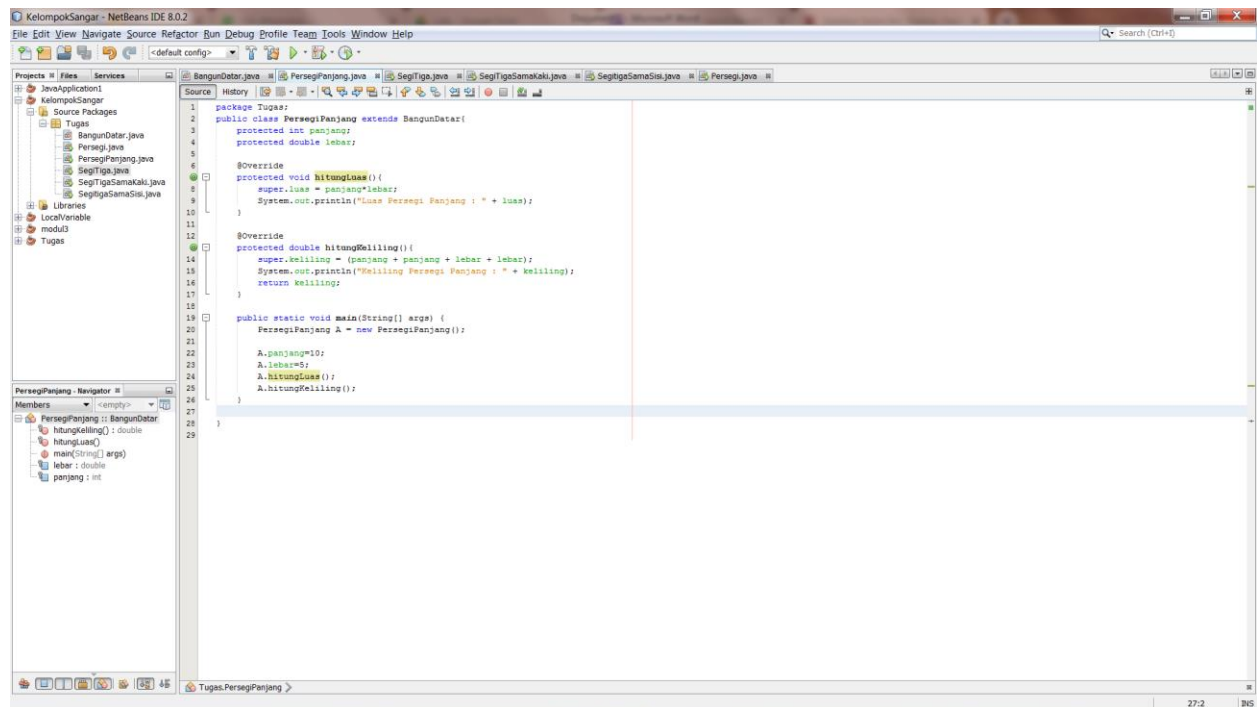 KelompokSangar - NetBeans IDE 8.0.2
File Edit View Navigate Source Refactor Run Debug Profile Team Tools Window Help
Search (Ctrl+I)
<default config>
Projects Files Services
BangunDatar.java PersegiPanjang.java SegiTiga.java SegiTigaSamaKaki.java SegitigaSamaSisi.java Persegi.java
Source History
JavaApplication1
KelompokSangar
Source Packages
Tugas
BangunDatar.java
Persegi.java
PersegiPanjang.java
SegiTiga.java
SegiTigaSamaKaki.java
SegitigaSamaSisi.java
Libraries
LocalVariable
modul3
Tugas
1 package Tugas;
2 public class PersegiPanjang extends BangunDatar{
3 protected int panjang;
4 protected double lebar;
5
6 @Override
protected void hitungLuas(){
8 super.luas = panjang*lebar;
9 System.out.println("Luas Persegi Panjang : " + luas);
10 }
11
12 @Override
protected double hitungKeliling(){
14 super.keliling = (panjang + panjang + lebar + lebar);
15 System.out.println("Keliling Persegi Panjang : " + keliling);
16 return keliling;
17 }
18
19 public static void main(String[] args) {
20 PersegiPanjang A = new PersegiPanjang();
21
22 A.panjang=10;
23 A.lebar=5;
24 A.hitungLuas();
25 A.hitungKeliling();
26 }
27
28 }
29
PersegiPanjang - Navigator
Members <empty>
PersegiPanjang :: BangunDatar
hitungKeliling() : double
hitungLuas()
main(String[] args)
lebar : double
panjang : int
Tugas.PersegiPanjang
27:2 INS